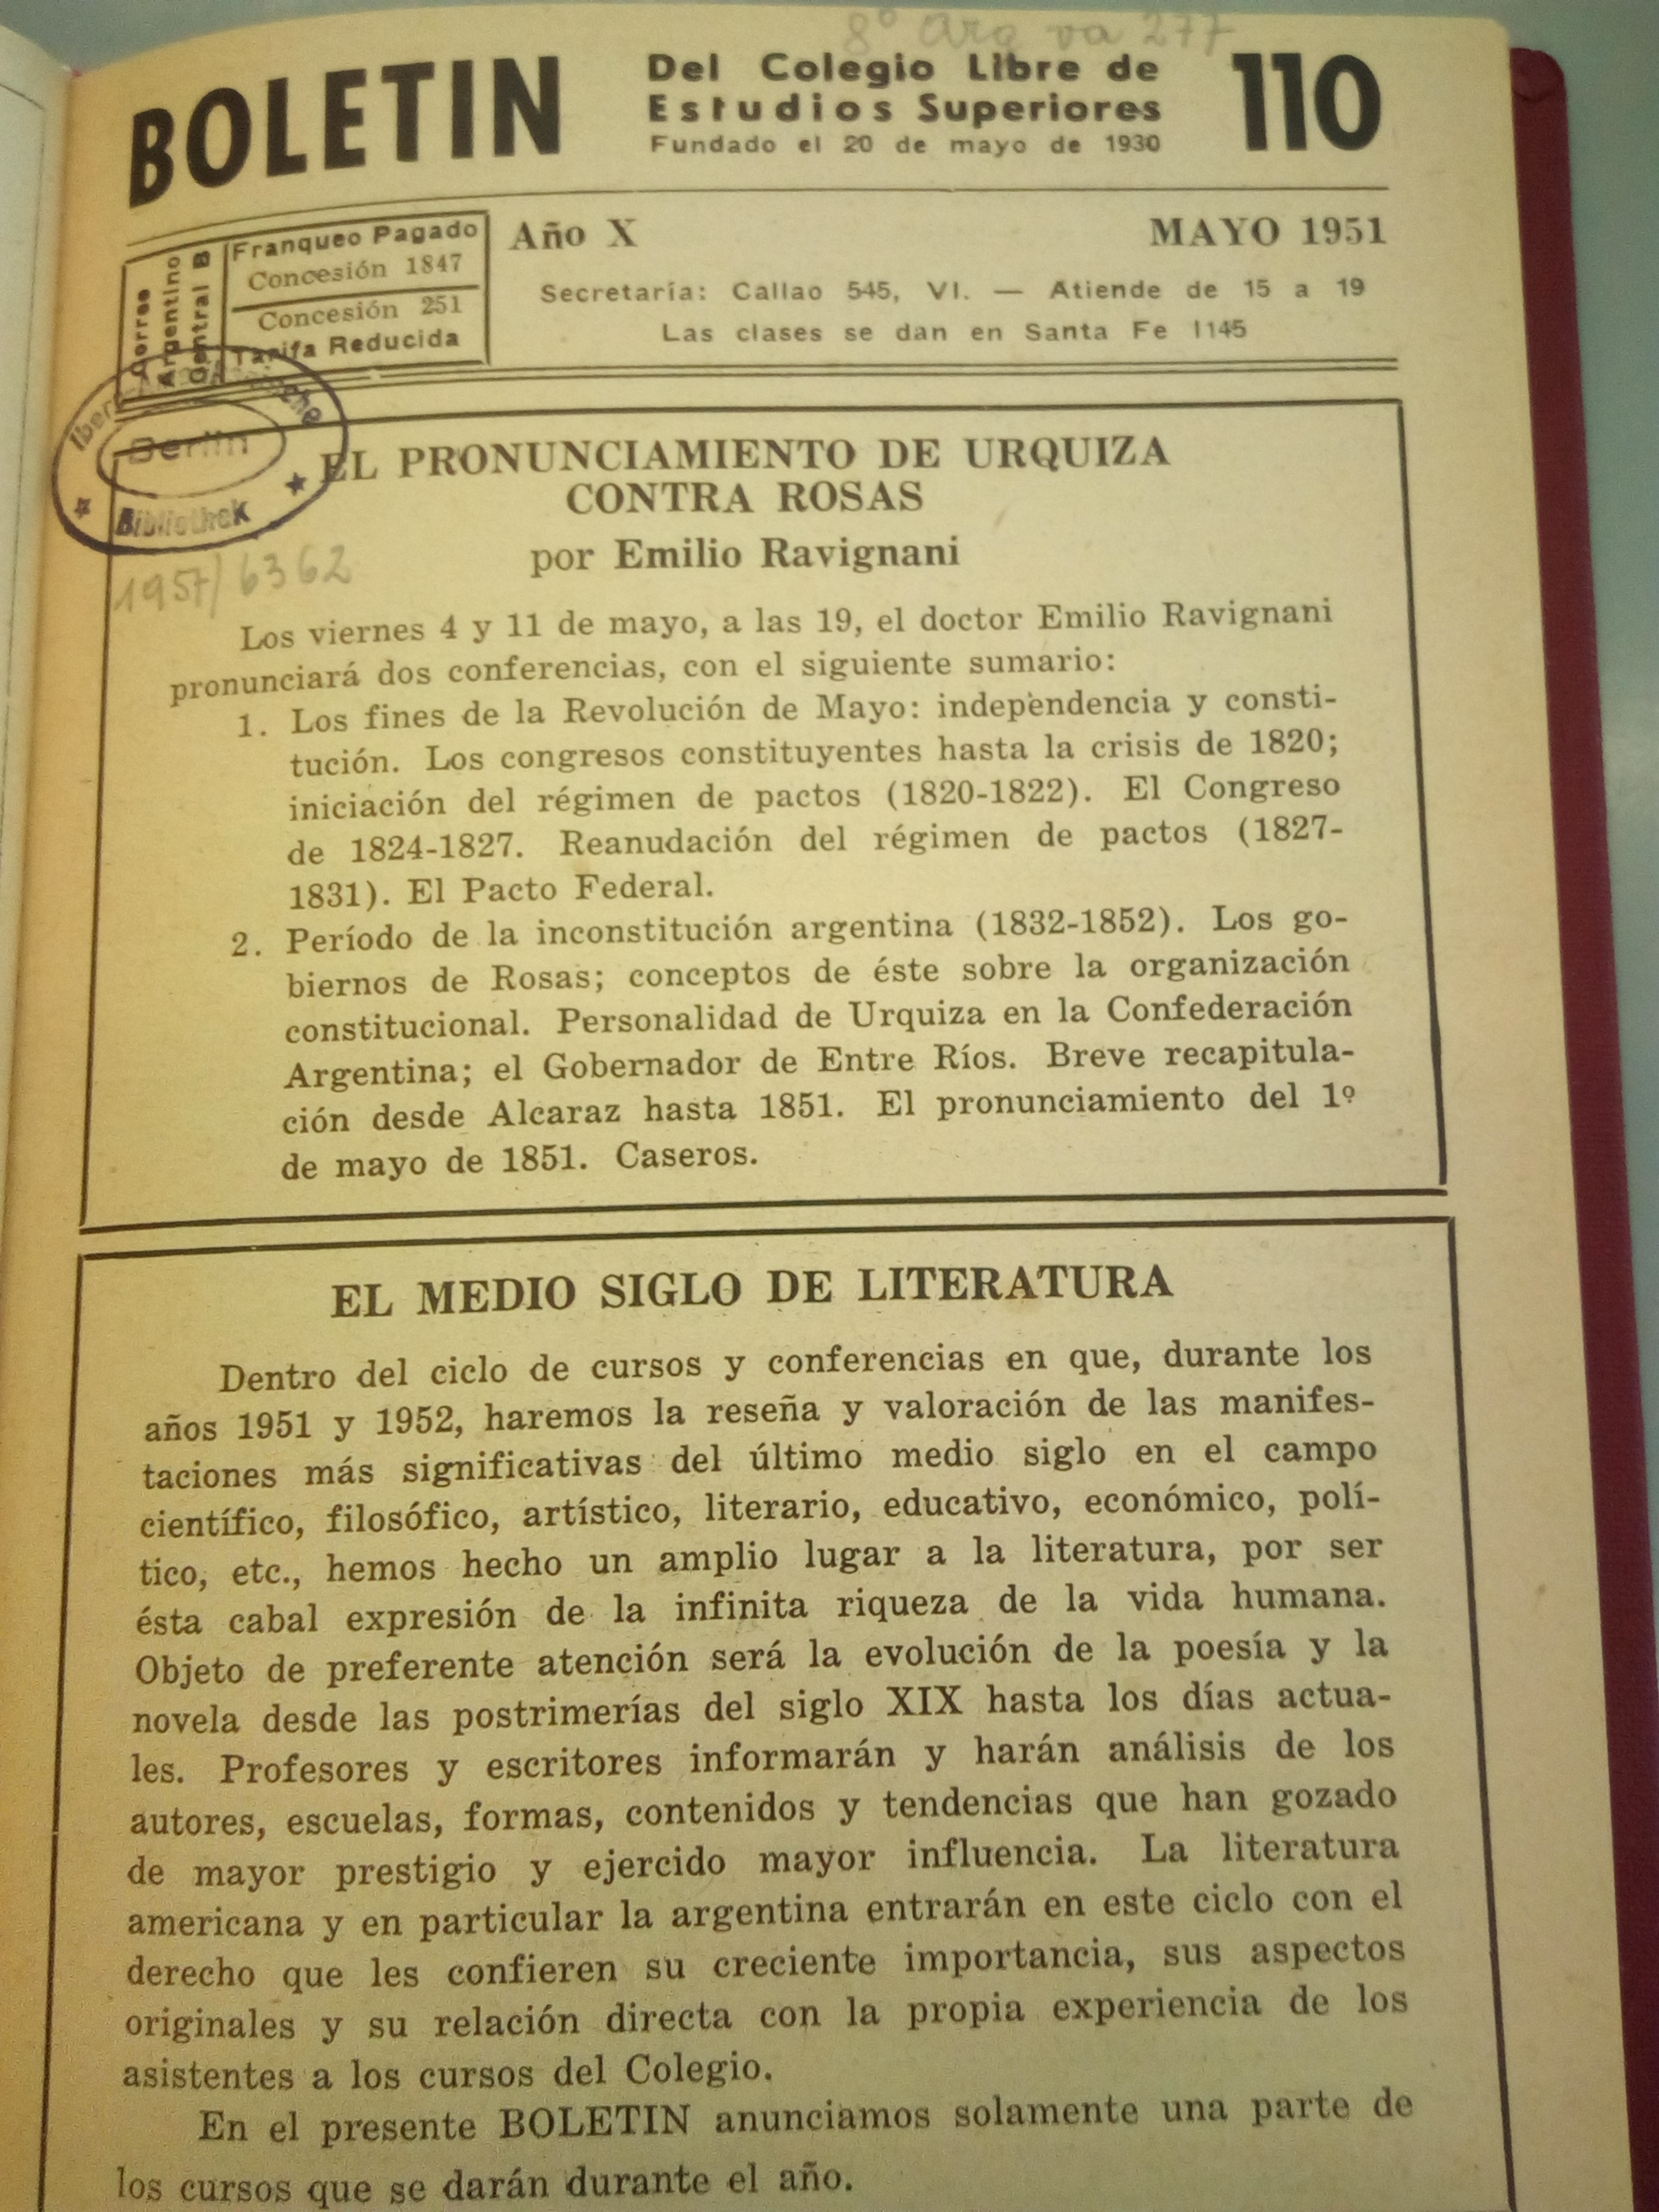 8° Arg va 277
BOLETIN
Del Colegio Libre de
Estudios Superiores
Fundado el 20 de mayo de 1930
110
Correo
Argentino
Central B
Franqueo Pagado
Concesión 1847
Concesión 251
Tarifa Reducida
Año X
MAYO 1951
Secretaría: Callao 545, VI. — Atiende de 15 a 19
Las clases se dan en Santa Fe 1145
Berlin
Bibliothek
1957/6362
EL PRONUNCIAMIENTO DE URQUIZA
CONTRA ROSAS
por Emilio Ravignani
Los viernes 4 y 11 de mayo, a las 19, el doctor Emilio Ravignani
pronunciará dos conferencias, con el siguiente sumario:
1. Los fines de la Revolución de Mayo: independencia y consti-
tución. Los congresos constituyentes hasta la crisis de 1820;
iniciación del régimen de pactos (1820-1822). El Congreso
de 1824-1827. Reanudación del régimen de pactos (1827-
1831). El Pacto Federal.
2. Período de la inconstitución argentina (1832-1852). Los go-
biernos de Rosas; conceptos de éste sobre la organización
constitucional. Personalidad de Urquiza en la Confederación
Argentina; el Gobernador de Entre Ríos. Breve recapitula-
ción desde Alcaraz hasta 1851. El pronunciamiento del 1º
de mayo de 1851. Caseros.
EL MEDIO SIGLO DE LITERATURA
Dentro del ciclo de cursos y conferencias en que, durante los
años 1951 y 1952, haremos la reseña y valoración de las manifes-
taciones más significativas del último medio siglo en el campo
científico, filosófico, artístico, literario, educativo, económico, polí-
tico, etc., hemos hecho un amplio lugar a la literatura, por ser
ésta cabal expresión de la infinita riqueza de la vida humana.
Objeto de preferente atención será la evolución de la poesía y la
novela desde las postrimerías del siglo XIX hasta los días actua-
les. Profesores y escritores informarán y harán análisis de los
autores, escuelas, formas, contenidos y tendencias que han gozado
de mayor prestigio y ejercido mayor influencia. La literatura
americana y en particular la argentina entrarán en este ciclo con el
derecho que les confieren su creciente importancia, sus aspectos
originales y su relación directa con la propia experiencia de los
asistentes a los cursos del Colegio.
En el presente BOLETIN anunciamos solamente una parte de
los cursos que se darán durante el año.